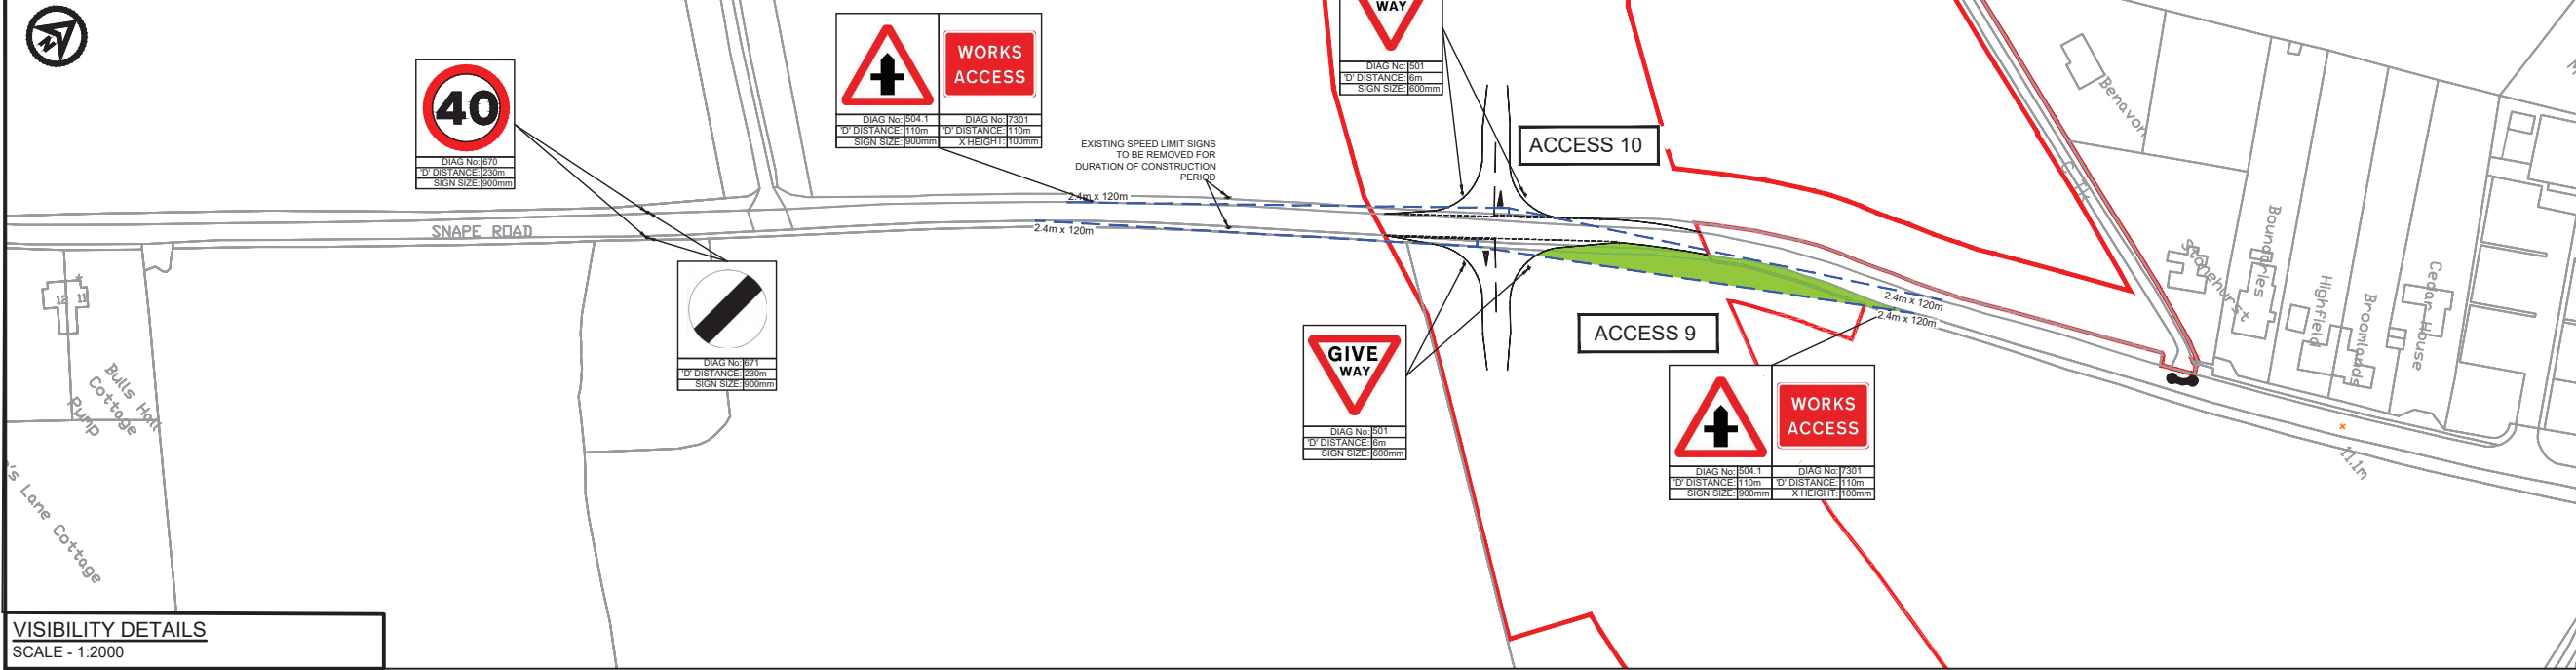 N
40
DIAG No: 670
'D' DISTANCE: 230m
SIGN SIZE: 900mm
WORKS
ACCESS
DIAG No: 504.1 DIAG No: 7301
'D' DISTANCE: 110m 'D' DISTANCE: 110m
SIGN SIZE: 900mm X HEIGHT: 100mm
EXISTING SPEED LIMIT SIGNS
TO BE REMOVED FOR
DURATION OF CONSTRUCTION
PERIOD
WAY
DIAG No: 501
'D' DISTANCE: 6m
SIGN SIZE: 600mm
ACCESS 10
Benavon
2.4m x 120m
2.4m x 120m
SNAPE ROAD
DIAG No: 671
'D' DISTANCE: 230m
SIGN SIZE: 900mm
12 11
Bulls Hall
Cottage
Pump
's Lane Cottage
GIVE
WAY
DIAG No: 501
'D' DISTANCE: 6m
SIGN SIZE: 600mm
ACCESS 9
2.4m x 120m
2.4m x 120m
WORKS
ACCESS
DIAG No: 504.1 DIAG No: 7301
'D' DISTANCE: 110m 'D' DISTANCE: 110m
SIGN SIZE: 900mm X HEIGHT: 100mm
Stonehurst
Boundaries
Highfield
Broomlands
Cedar House
11.1m
VISIBILITY DETAILS
SCALE - 1:2000